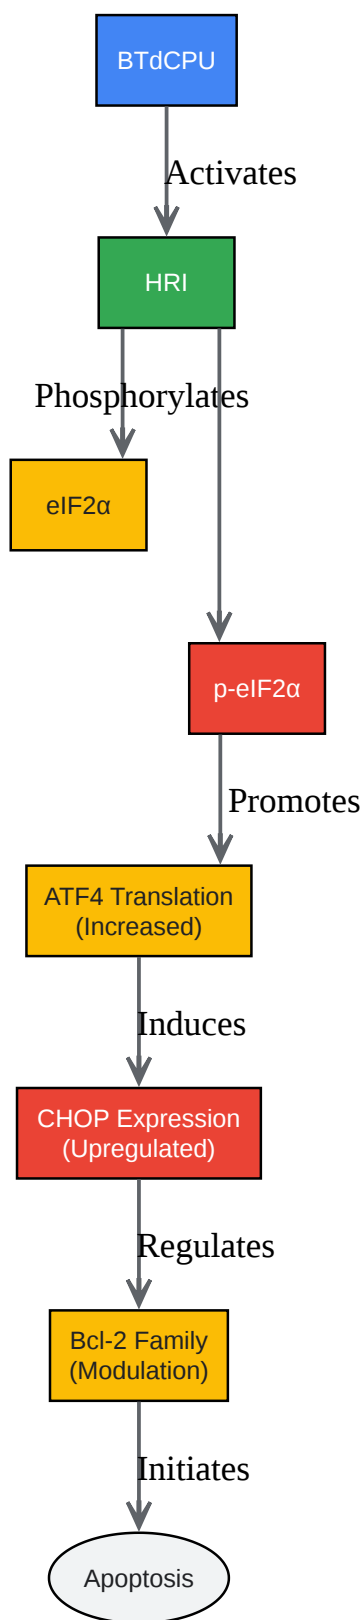 BTdCPU
Activates
HRI
Phosphorylates
eIF2α
p-eIF2α
Promotes
ATF4 Translation
(Increased)
Induces
CHOP Expression
(Upregulated)
Regulates
Bcl-2 Family
(Modulation)
Initiates
Apoptosis